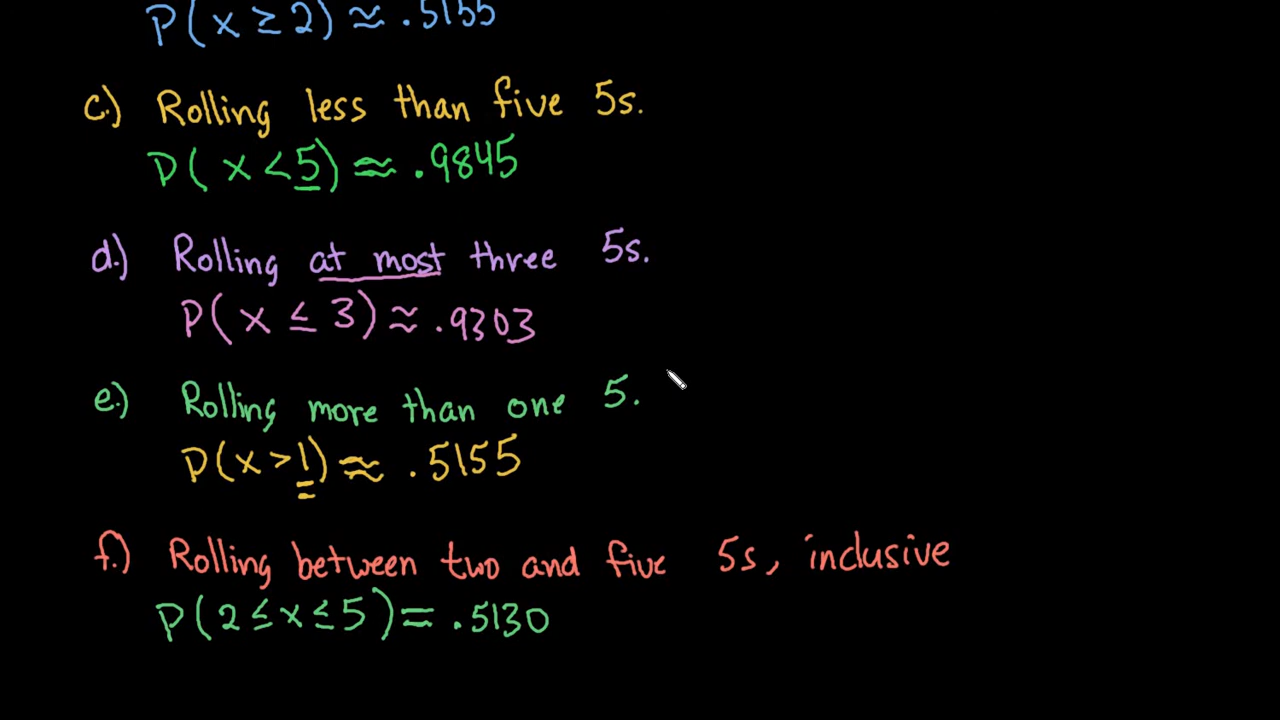 P(x ≥ 2) ≈ .5155
c.) Rolling less than five 5s.
P(x < 5) ≈ .9845
d.) Rolling at most three 5s.
P(x ≤ 3) ≈ .9303
e.) Rolling more than one 5.
P(x > 1) ≈ .5155
f.) Rolling between two and five 5s, inclusive
P(2 ≤ x ≤ 5) = .5130